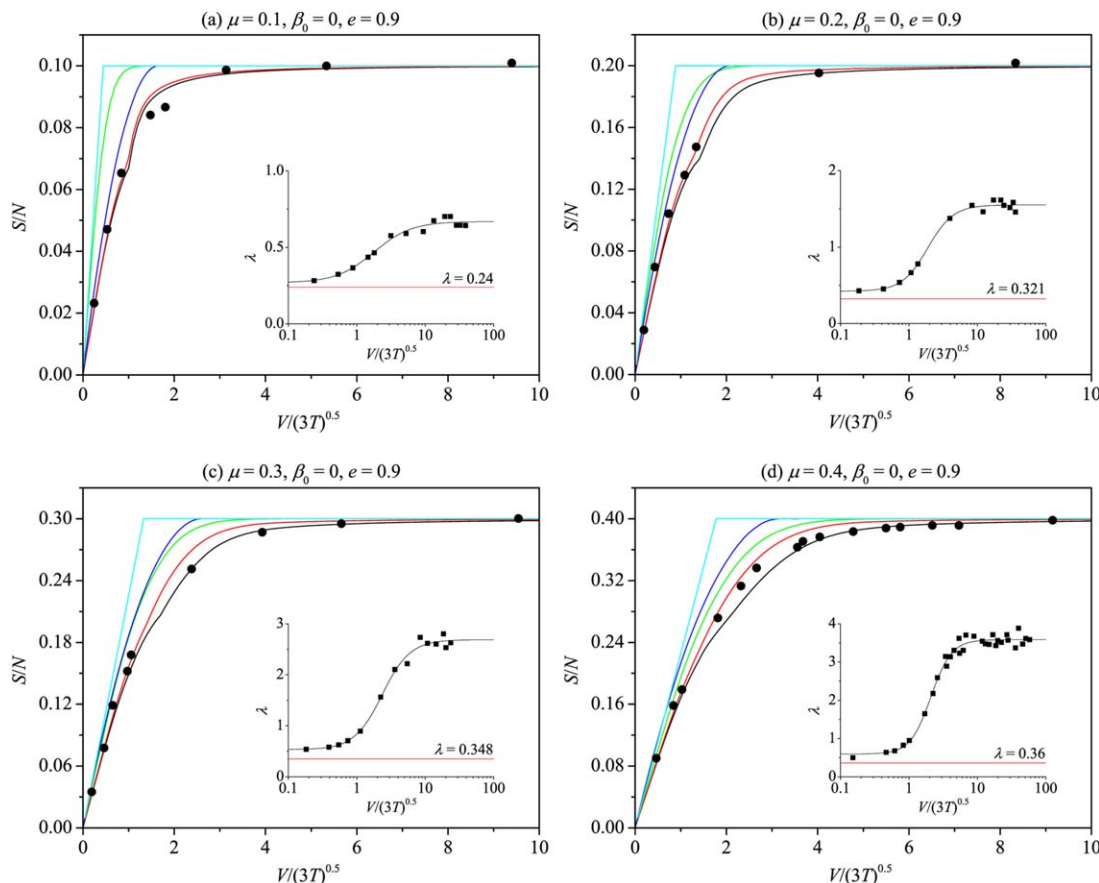 (a) μ = 0.1, β₀ = 0, e = 0.9
S/N
0.10
0.08
0.06
0.04
0.02
0.00
0 2 4 6 8 10
V/(3T)^0.5
λ
1.0
0.5
0.0
λ = 0.24
0.1 1 10 100
V/(3T)^0.5
(b) μ = 0.2, β₀ = 0, e = 0.9
S/N
0.20
0.16
0.12
0.08
0.04
0.00
0 2 4 6 8 10
V/(3T)^0.5
λ
2
1
0
λ = 0.321
0.1 1 10 100
V/(3T)^0.5
(c) μ = 0.3, β₀ = 0, e = 0.9
S/N
0.30
0.24
0.18
0.12
0.06
0.00
0 2 4 6 8 10
V/(3T)^0.5
λ
3
2
1
0
λ = 0.348
0.1 1 10 100
V/(3T)^0.5
(d) μ = 0.4, β₀ = 0, e = 0.9
S/N
0.40
0.32
0.24
0.16
0.08
0.00
0 2 4 6 8 10
V/(3T)^0.5
λ
4
3
2
1
0
λ = 0.36
0.1 1 10 100
V/(3T)^0.5